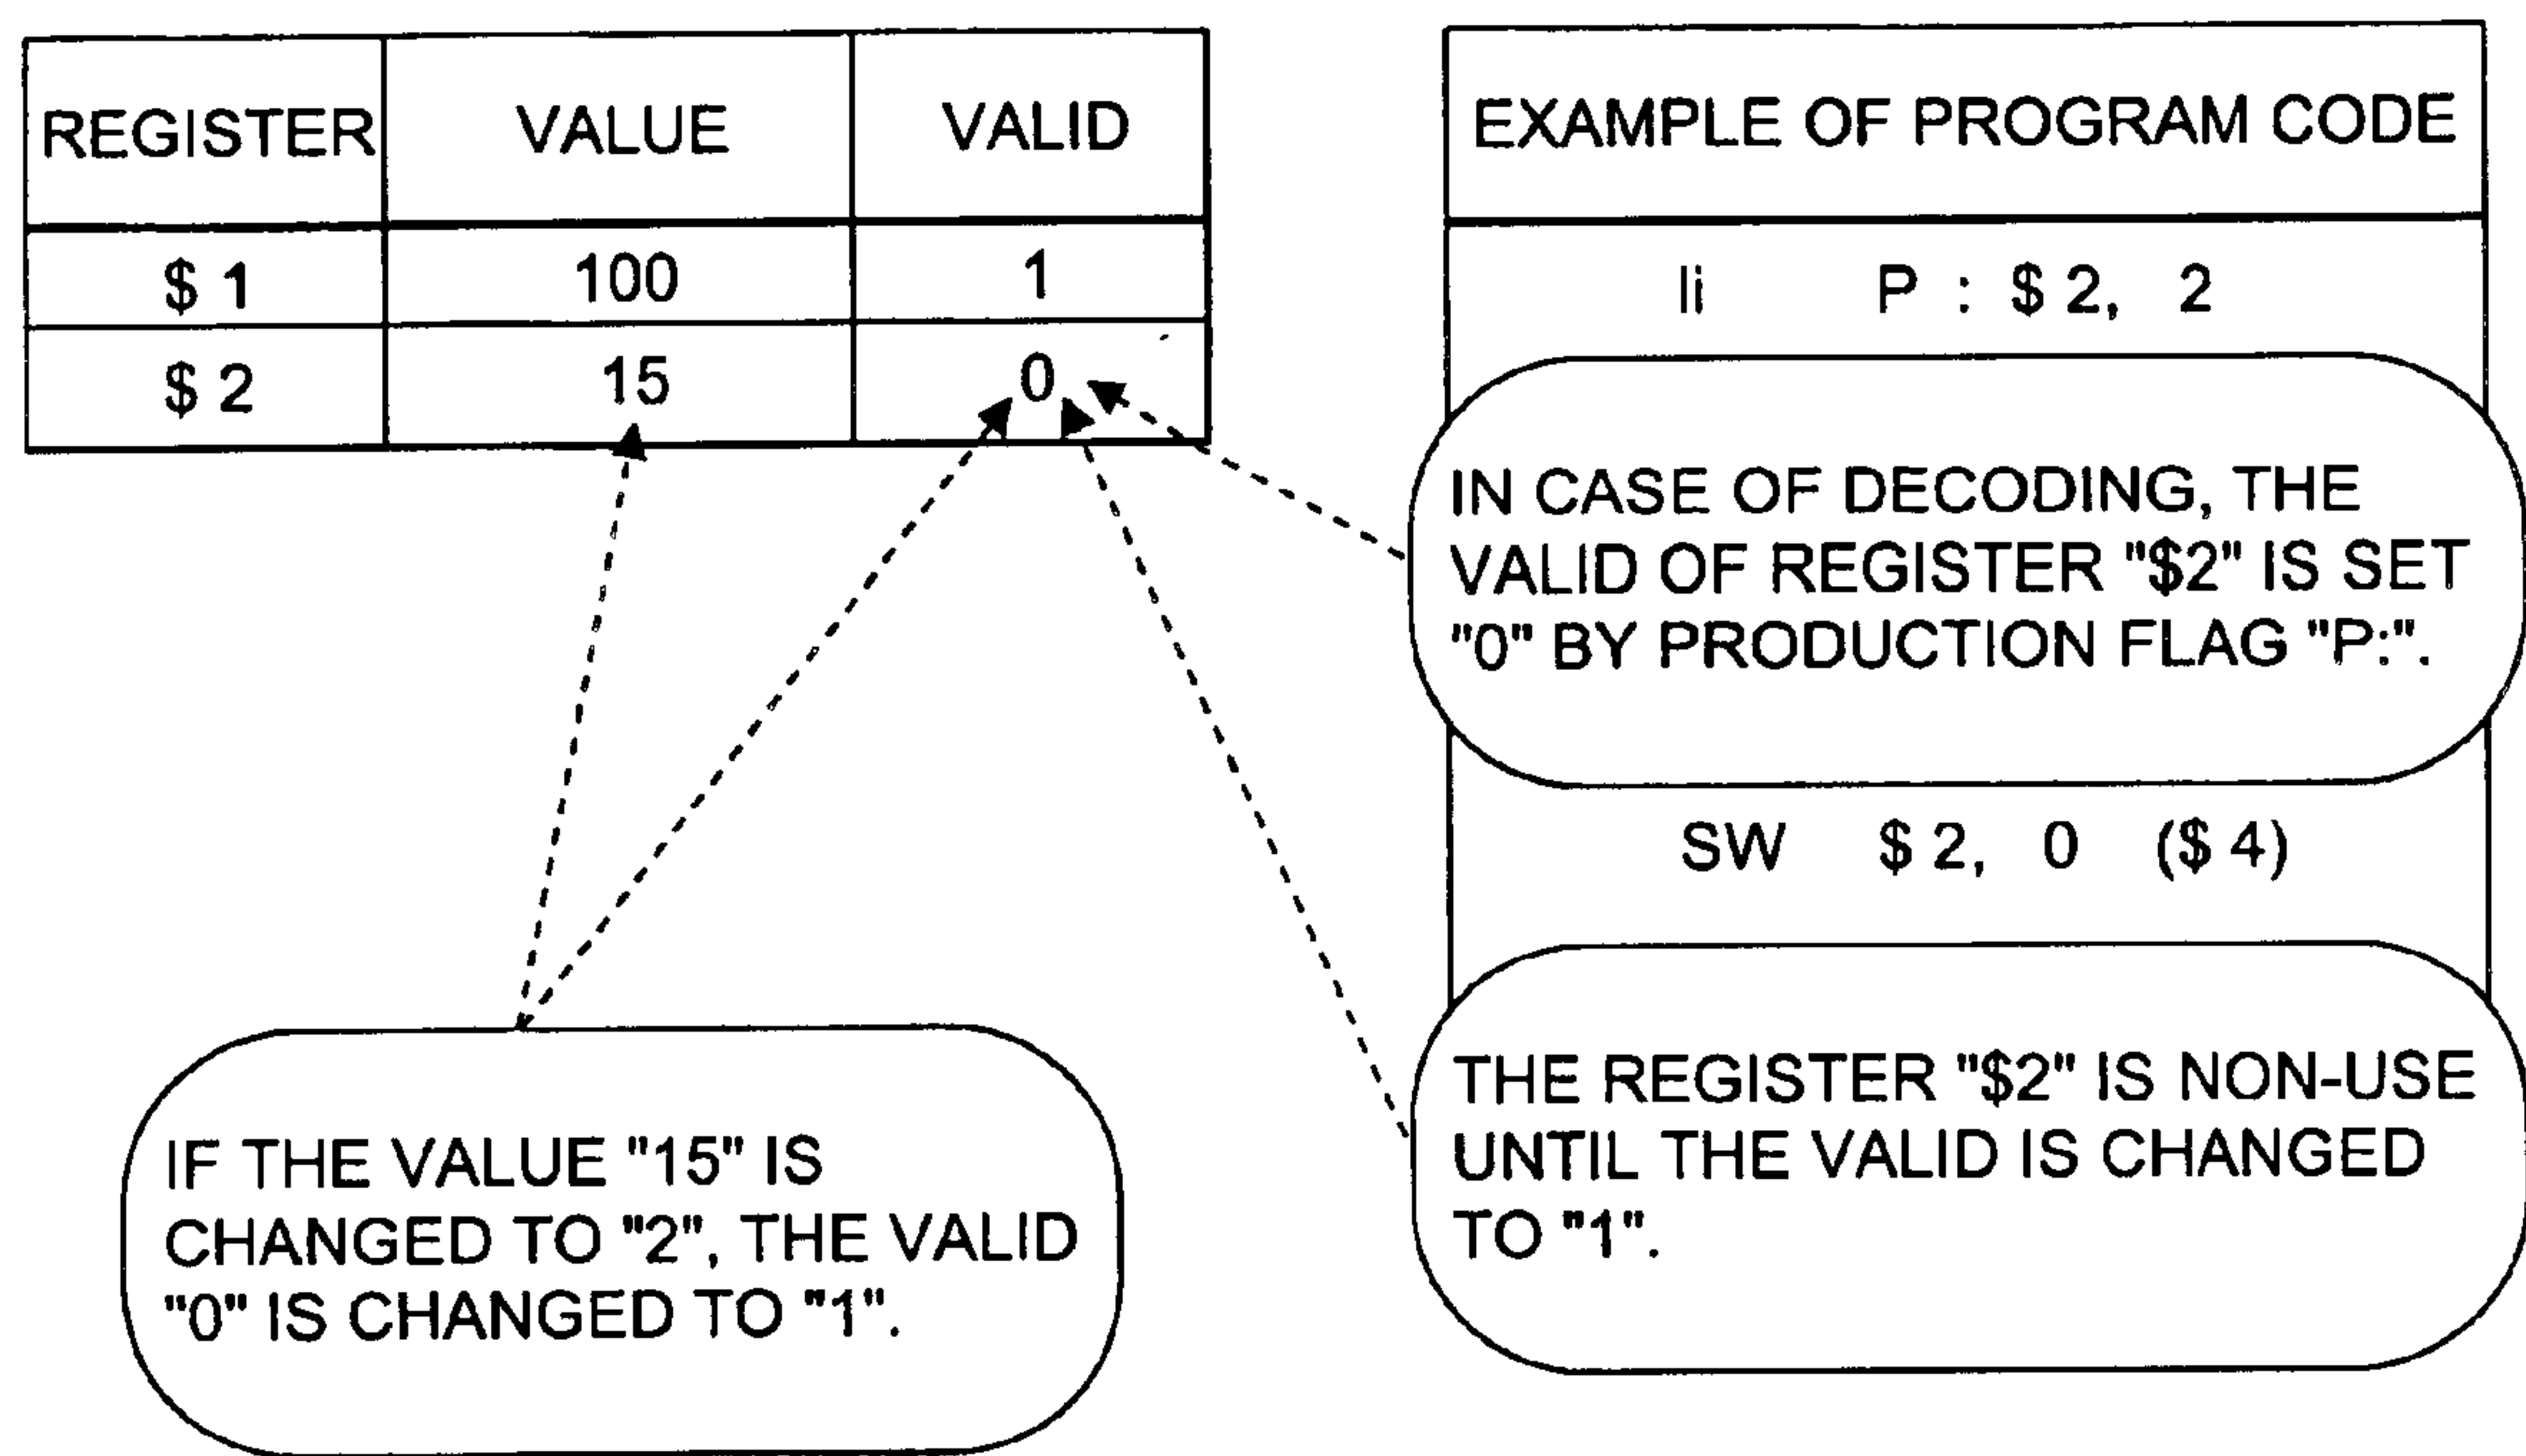 REGISTER VALUE VALID
$ 1 100 1
$ 2 15 0
EXAMPLE OF PROGRAM CODE
li P : $ 2, 2
IN CASE OF DECODING, THE
VALID OF REGISTER "$2" IS SET
"0" BY PRODUCTION FLAG "P:".
SW $ 2, 0 ($ 4)
THE REGISTER "$2" IS NON-USE
UNTIL THE VALID IS CHANGED
TO "1".
IF THE VALUE "15" IS
CHANGED TO "2", THE VALID
"0" IS CHANGED TO "1".